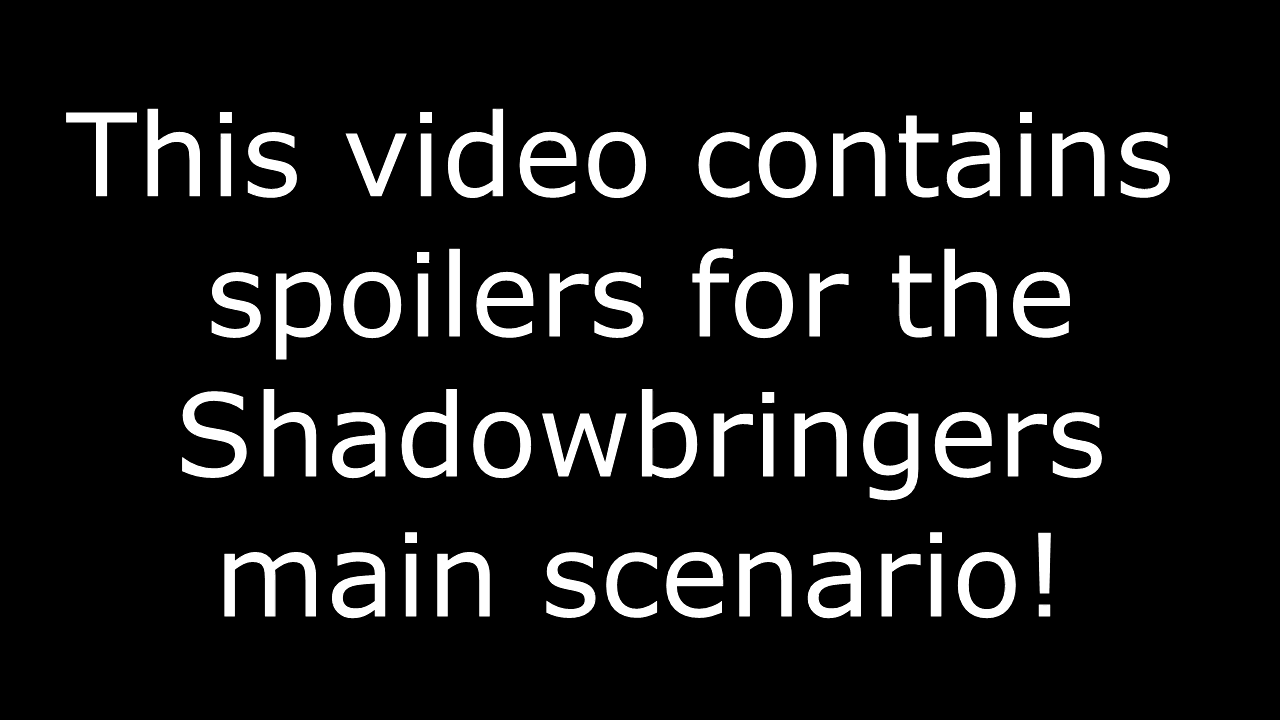 This video contains
spoilers for the
Shadowbringers
main scenario!